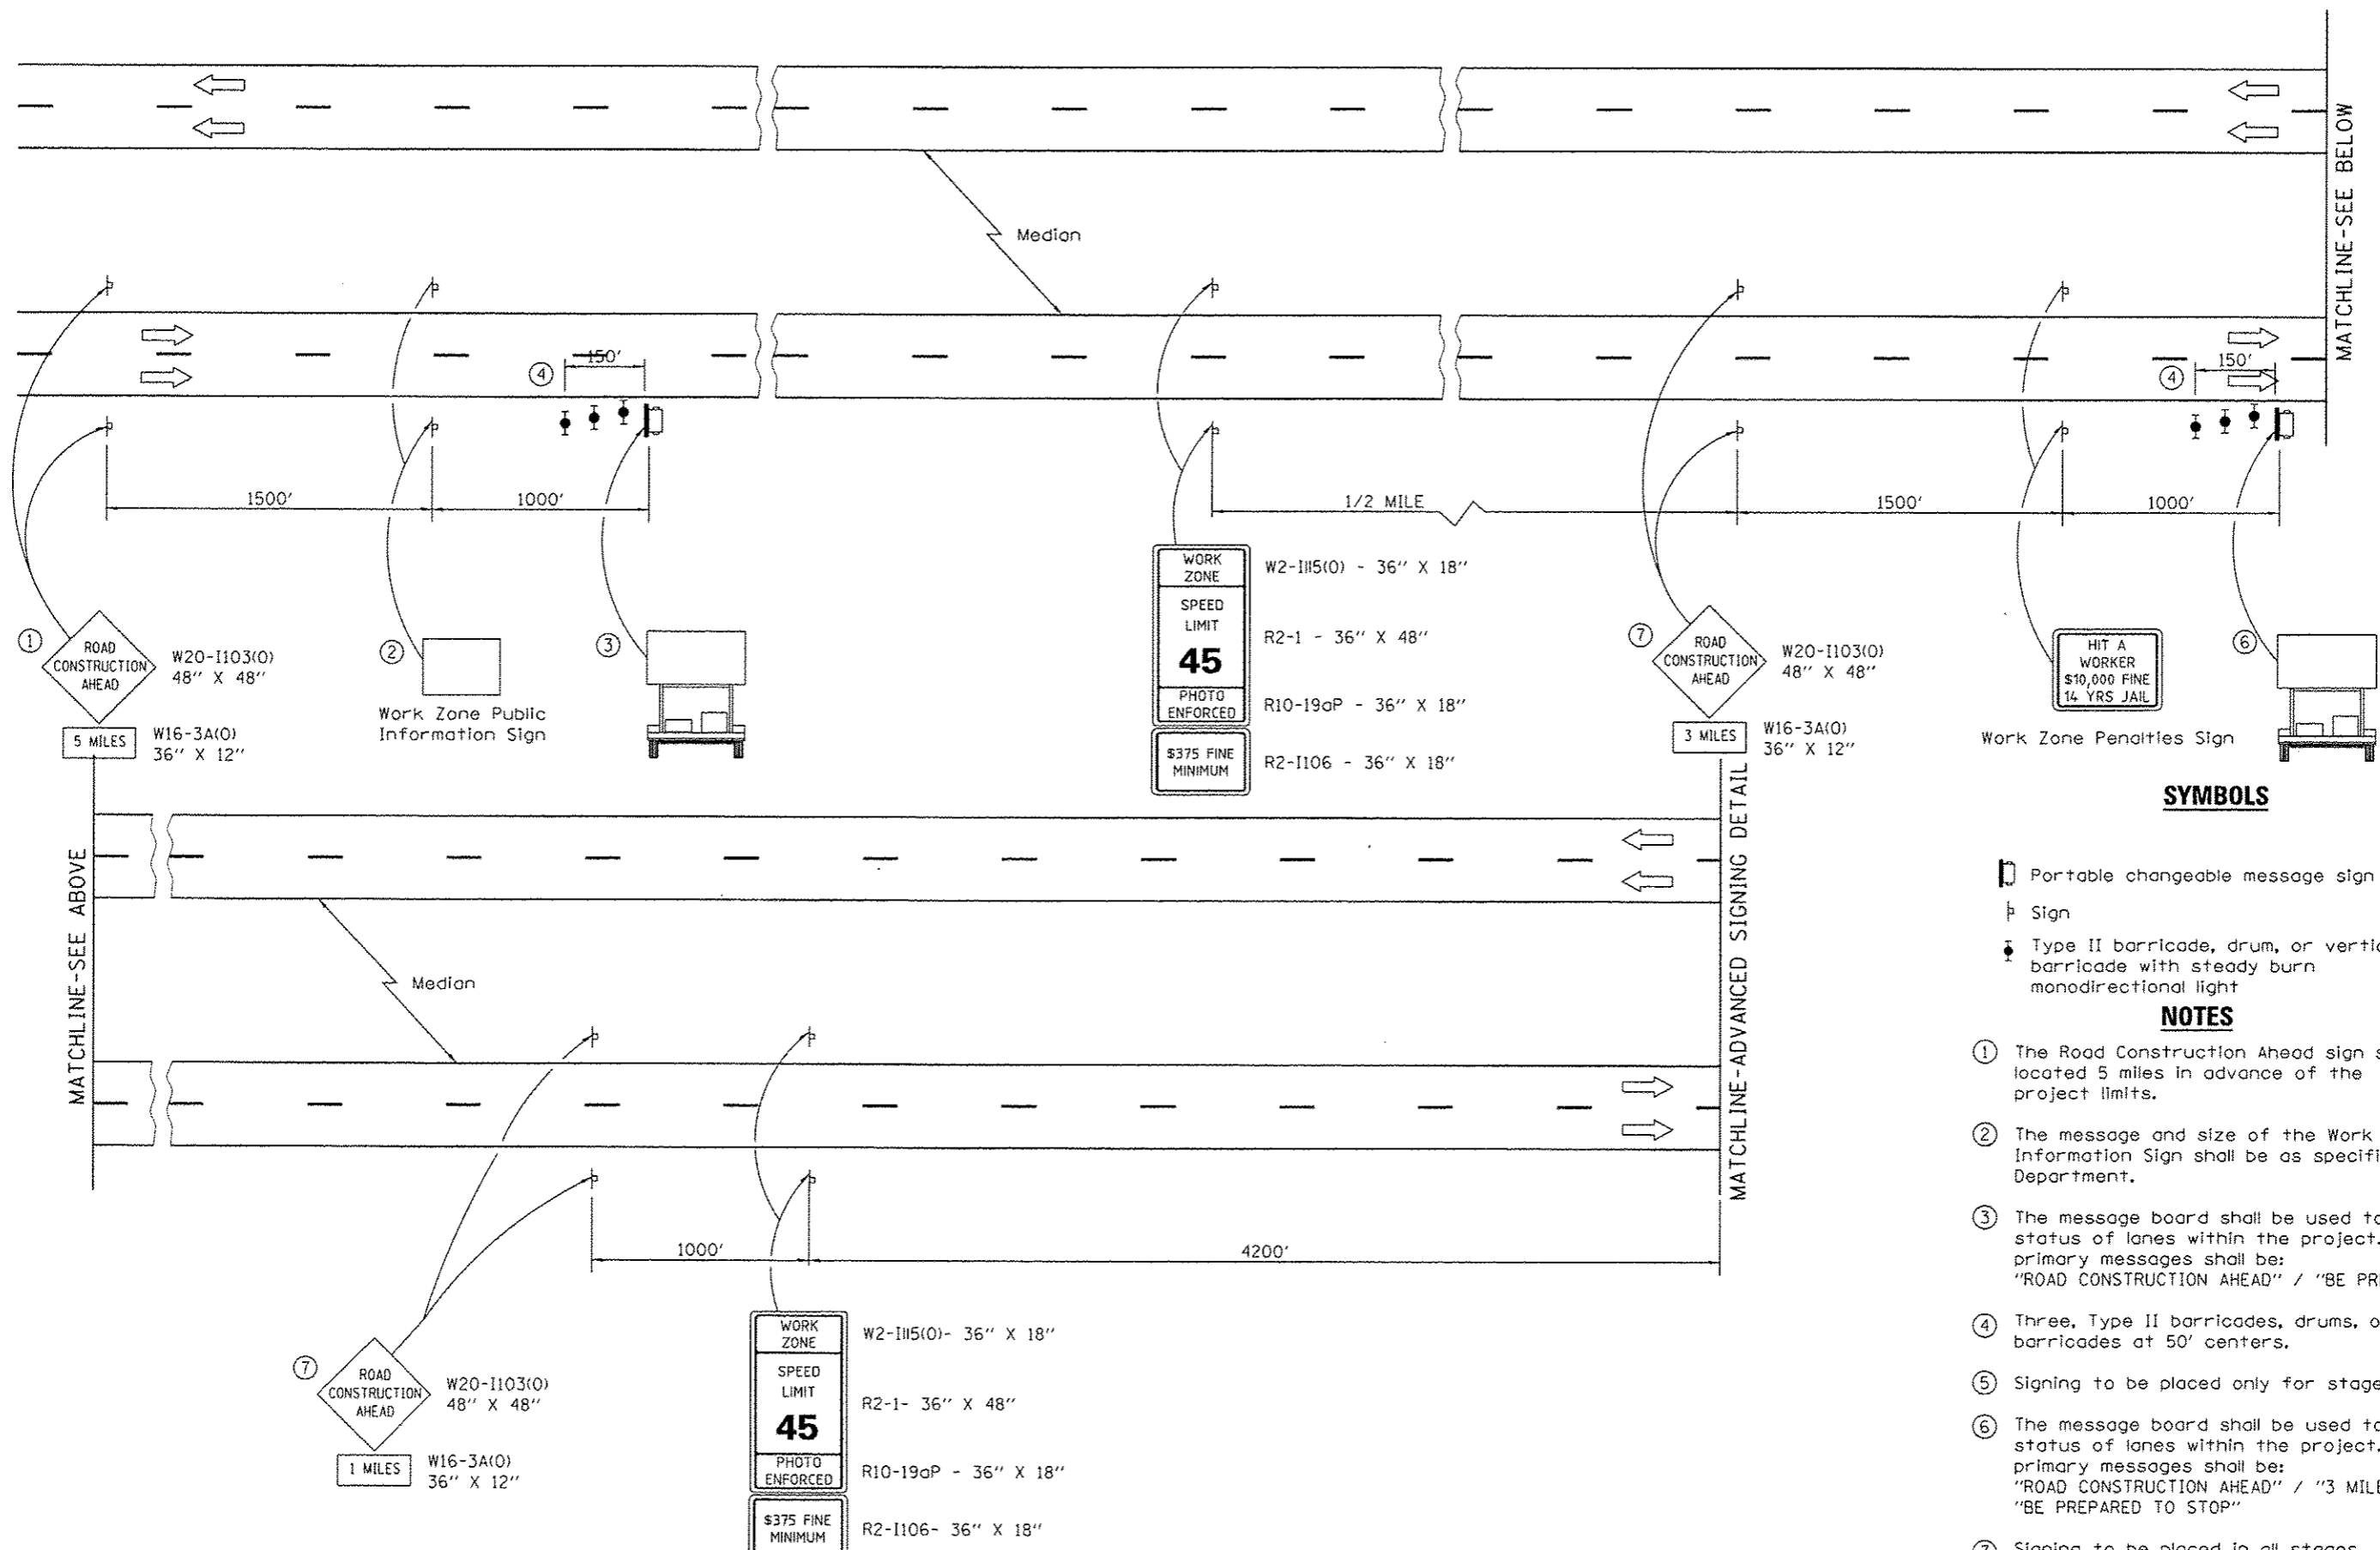 MATCHLINE-SEE BELOW
Median
④
150'
④
150'
1500'
1000'
1/2 MILE
1500'
1000'
①
ROAD
CONSTRUCTION
AHEAD
W20-I103(O)
48" X 48"
5 MILES
W16-3A(O)
36" X 12"
②
Work Zone Public
Information Sign
③
WORK
ZONE
W2-I115(O) - 36" X 18"
SPEED
LIMIT
45
R2-1 - 36" X 48"
PHOTO
ENFORCED
R10-19aP - 36" X 18"
$375 FINE
MINIMUM
R2-I106 - 36" X 18"
⑦
ROAD
CONSTRUCTION
AHEAD
W20-I103(O)
48" X 48"
3 MILES
W16-3A(O)
36" X 12"
HIT A
WORKER
$10,000 FINE
14 YRS JAIL
Work Zone Penalties Sign
⑥
MATCHLINE-SEE ABOVE
Median
MATCHLINE-ADVANCED SIGNING DETAIL
1000'
4200'
⑦
ROAD
CONSTRUCTION
AHEAD
W20-I103(O)
48" X 48"
1 MILES
W16-3A(O)
36" X 12"
WORK
ZONE
W2-I115(O)- 36" X 18"
SPEED
LIMIT
45
R2-1- 36" X 48"
PHOTO
ENFORCED
R10-19aP - 36" X 18"
$375 FINE
MINIMUM
R2-I106- 36" X 18"
SYMBOLS
Portable changeable message sign
Sign
Type II barricade, drum, or
barricade with steady burn
monodirectional light
NOTES
① The Road Construction Ahead sign
located 5 miles in advance of the
project limits.
② The message and size of the Work
Information Sign shall be as
Department.
③ The message board shall be used
status of lanes within the project.
primary messages shall be:
"ROAD CONSTRUCTION AHEAD" / "BE
④ Three, Type II barricades, drums,
barricades at 50' centers.
⑤ Signing to be placed only for
⑥ The message board shall be used
status of lanes within the project.
primary messages shall be:
"ROAD CONSTRUCTION AHEAD" / "3
"BE PREPARED TO STOP"
⑦ Signing to be placed in all stages